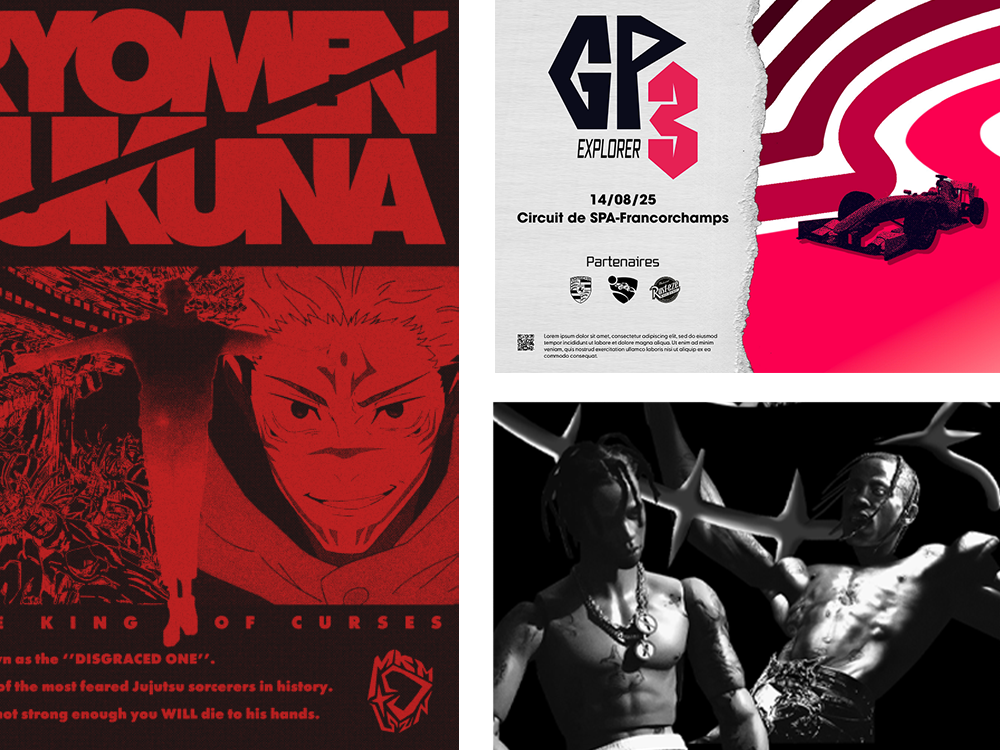 RYOMEN
UKUNA
E KING OF CURSES
wn as the ‘‘DISGRACED ONE’’.
of the most feared Jujutsu sorcerers in history.
not strong enough you WILL die to his hands.
GP
3
EXPLORER
14/08/25
Circuit de SPA-Francorchamps
Partenaires
Lorem ipsum dolor sit amet, consectetur adipiscing elit, sed do eiusmod
tempor incididunt ut labore et dolore magna aliqua. Ut enim ad minim
veniam, quis nostrud exercitation ullamco laboris nisi ut aliquip ex ea
commodo consequat.